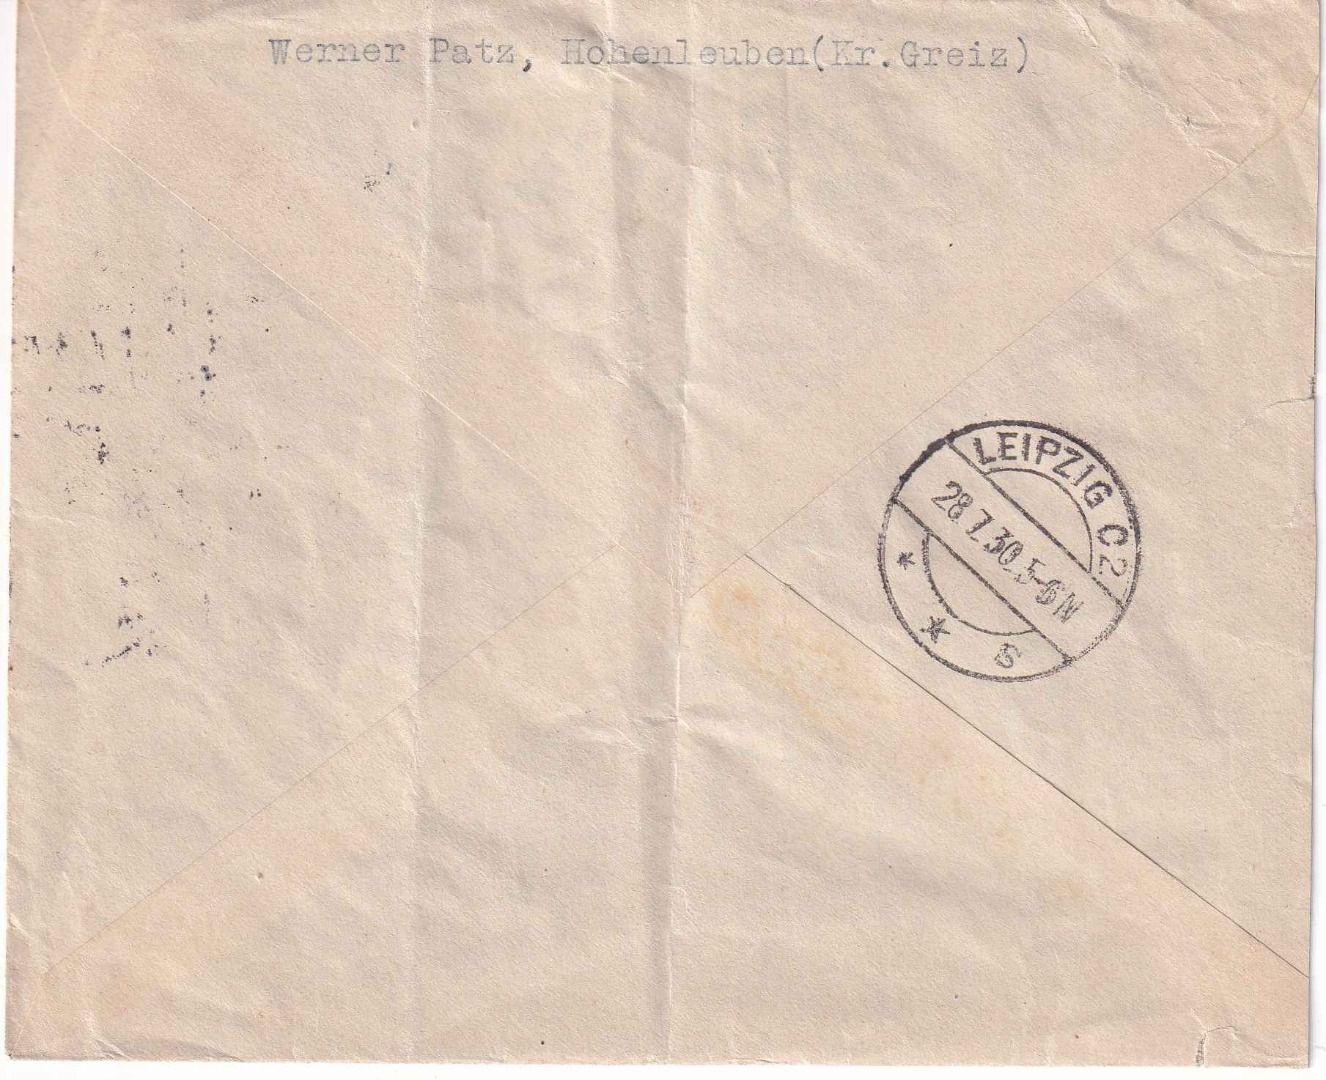 Werner Patz, Hohenleuben(Kr.Greiz)
LEIPZIG C2
28.7.30.5-6N
* * s